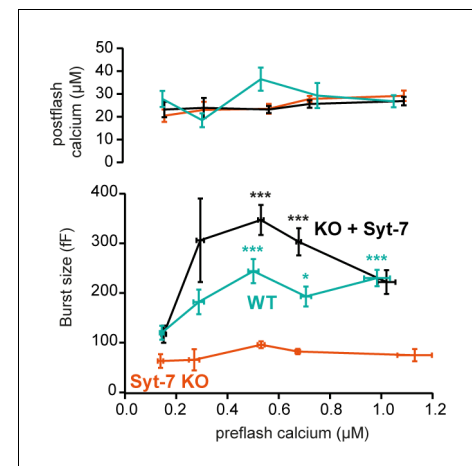 50
40
30
20
10
0
postflash
calcium (µM)
400
300
200
100
0
Burst size (fF)
***
***
KO + Syt-7
***
***
*
WT
Syt-7 KO
0.0 0.2 0.4 0.6 0.8 1.0 1.2
preflash calcium (µM)